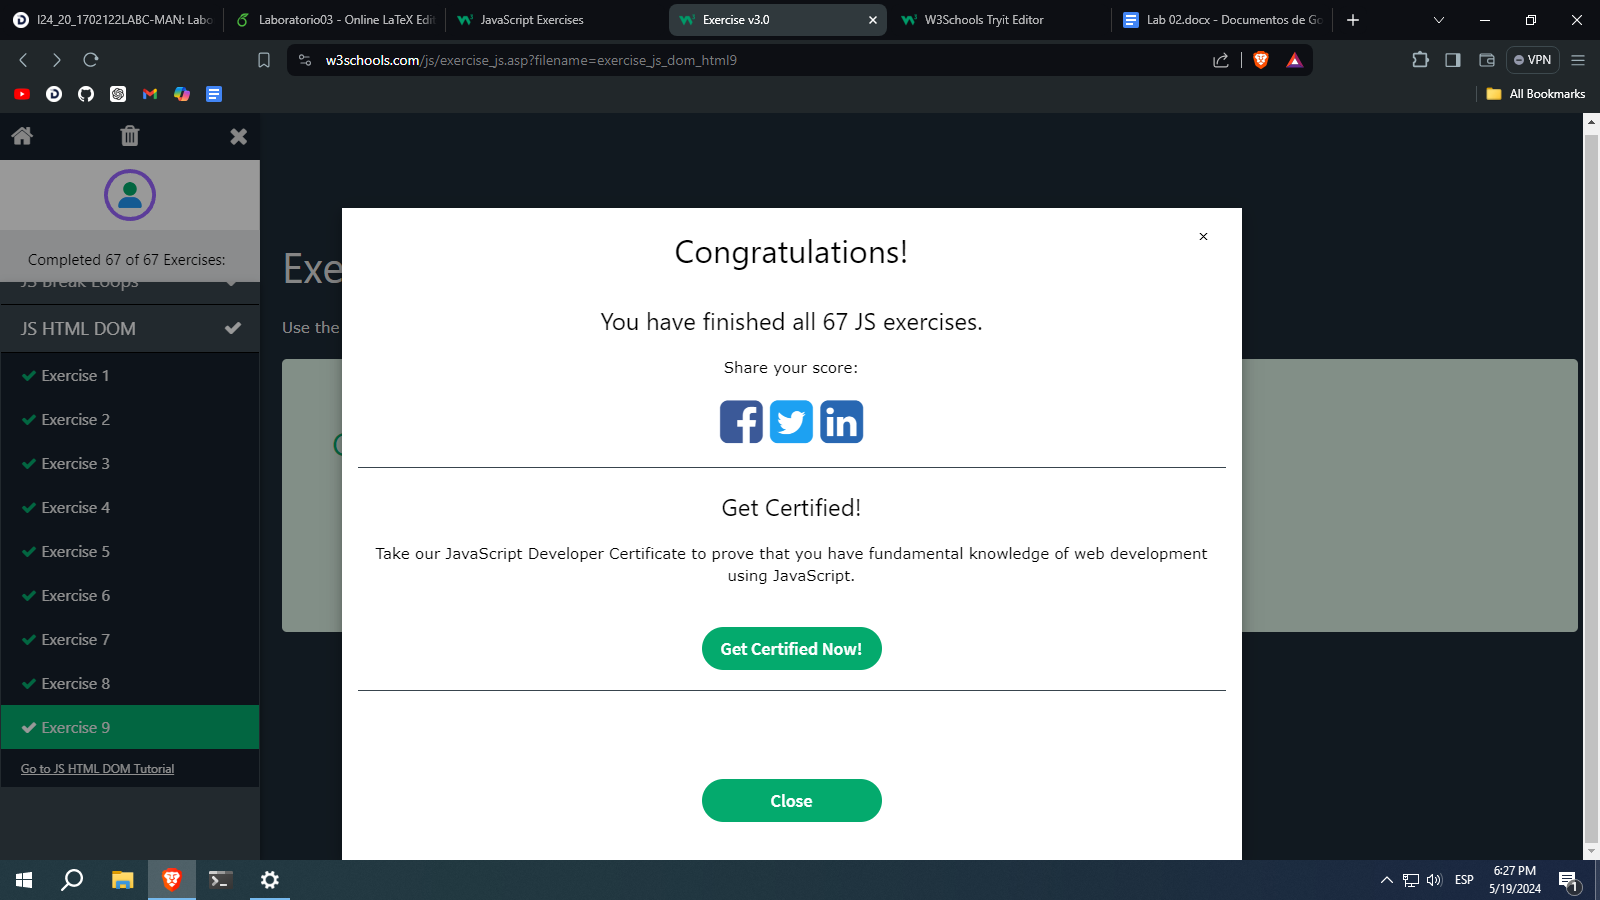 I24_20_1702122LABC-MAN: Labo
Laboratorio03 - Online LaTeX Edit
JavaScript Exercises
Exercise v3.0
W3Schools Tryit Editor
Lab 02.docx - Documentos de Go
w3schools.com/js/exercise_js.asp?filename=exercise_js_dom_html9
VPN
All Bookmarks
Completed 67 of 67 Exercises:
JS Break Loops
JS HTML DOM
Exercise 1
Exercise 2
Exercise 3
Exercise 4
Exercise 5
Exercise 6
Exercise 7
Exercise 8
Exercise 9
Go to JS HTML DOM Tutorial
Exe
Use the
Congratulations!
You have finished all 67 JS exercises.
Share your score:
Get Certified!
Take our JavaScript Developer Certificate to prove that you have fundamental knowledge of web development
using JavaScript.
Get Certified Now!
Close
ESP
6:27 PM
5/19/2024
1